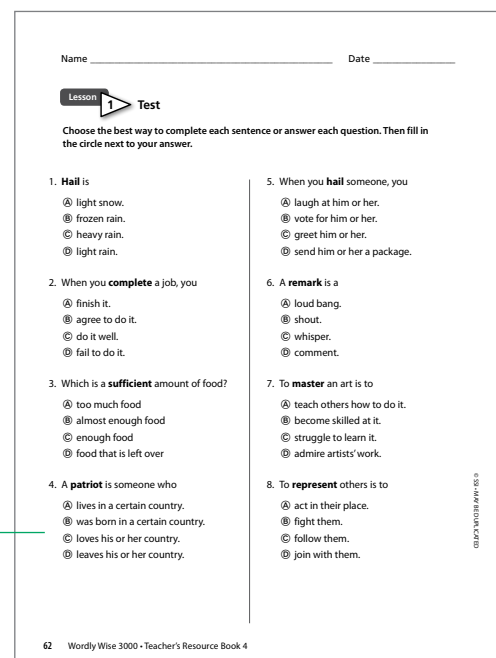 Name ________ Date ________
Lesson
1 Test
Choose the best way to complete each sentence or answer each question. Then fill in
the circle next to your answer.
1. Hail is
Ⓐ light snow.
Ⓑ frozen rain.
Ⓒ heavy rain.
Ⓓ light rain.
2. When you complete a job, you
Ⓐ finish it.
Ⓑ agree to do it.
Ⓒ do it well.
Ⓓ fail to do it.
3. Which is a sufficient amount of food?
Ⓐ too much food
Ⓑ almost enough food
Ⓒ enough food
Ⓓ food that is left over
4. A patriot is someone who
Ⓐ lives in a certain country.
Ⓑ was born in a certain country.
Ⓒ loves his or her country.
Ⓓ leaves his or her country.
5. When you hail someone, you
Ⓐ laugh at him or her.
Ⓑ vote for him or her.
Ⓒ greet him or her.
Ⓓ send him or her a package.
6. A remark is a
Ⓐ loud bang.
Ⓑ shout.
Ⓒ whisper.
Ⓓ comment.
7. To master an art is to
Ⓐ teach others how to do it.
Ⓑ become skilled at it.
Ⓒ struggle to learn it.
Ⓓ admire artists' work.
8. To represent others is to
Ⓐ act in their place.
Ⓑ fight them.
Ⓒ follow them.
Ⓓ join with them.
© SSI • MAY BE DUPLICATED
62 Wordly Wise 3000 • Teacher's Resource Book 4